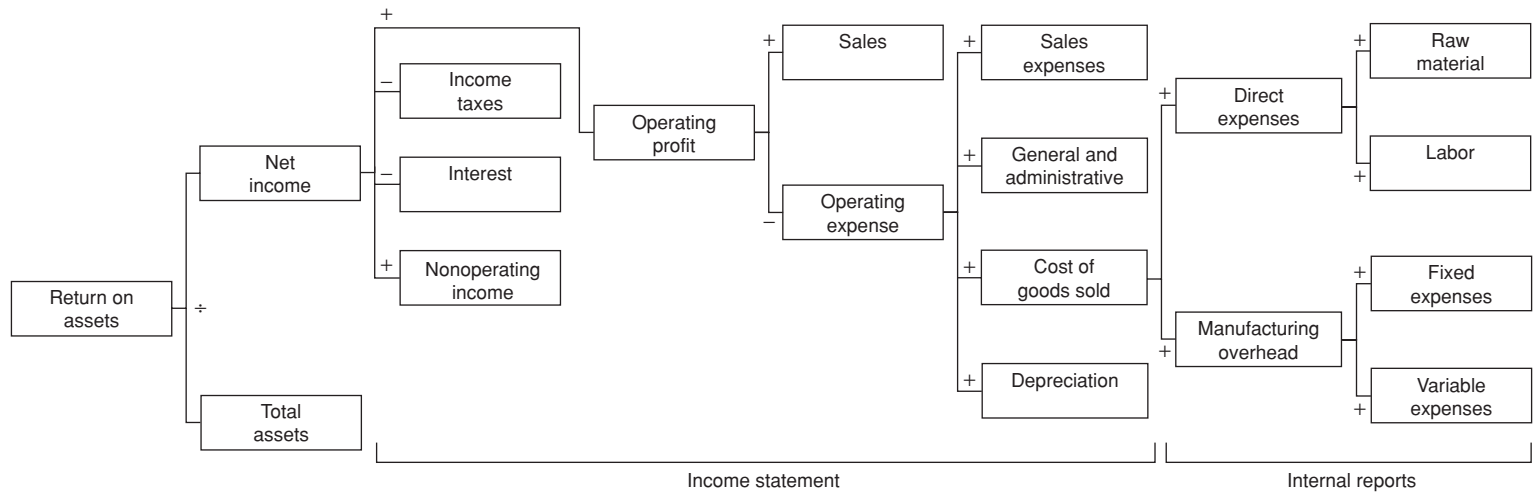 Return on
assets
÷
Net
income
Total
assets
+
−
Income
taxes
−
Interest
+
Nonoperating
income
Operating
profit
+
Sales
−
Operating
expense
+
Sales
expenses
+
General and
administrative
+
Cost of
goods sold
+
Depreciation
+
Direct
expenses
+
Manufacturing
overhead
+
Raw
material
+
Labor
+
Fixed
expenses
+
Variable
expenses
Income statement
Internal reports